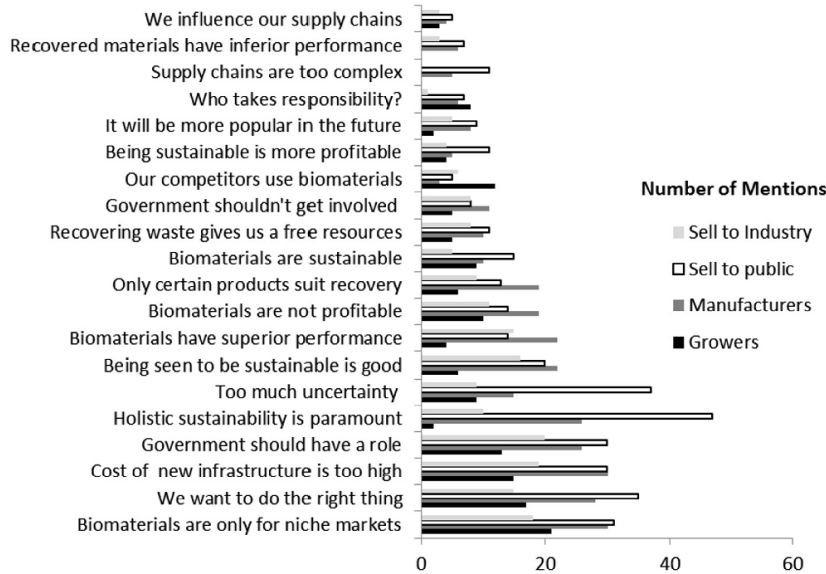 We influence our supply chains
Recovered materials have inferior performance
Supply chains are too complex
Who takes responsibility?
It will be more popular in the future
Being sustainable is more profitable
Our competitors use biomaterials
Government shouldn't get involved
Recovering waste gives us a free resources
Biomaterials are sustainable
Only certain products suit recovery
Biomaterials are not profitable
Biomaterials have superior performance
Being seen to be sustainable is good
Too much uncertainty
Holistic sustainability is paramount
Government should have a role
Cost of new infrastructure is too high
We want to do the right thing
Biomaterials are only for niche markets
0 20 40 60
Number of Mentions
Sell to Industry
Sell to public
Manufacturers
Growers